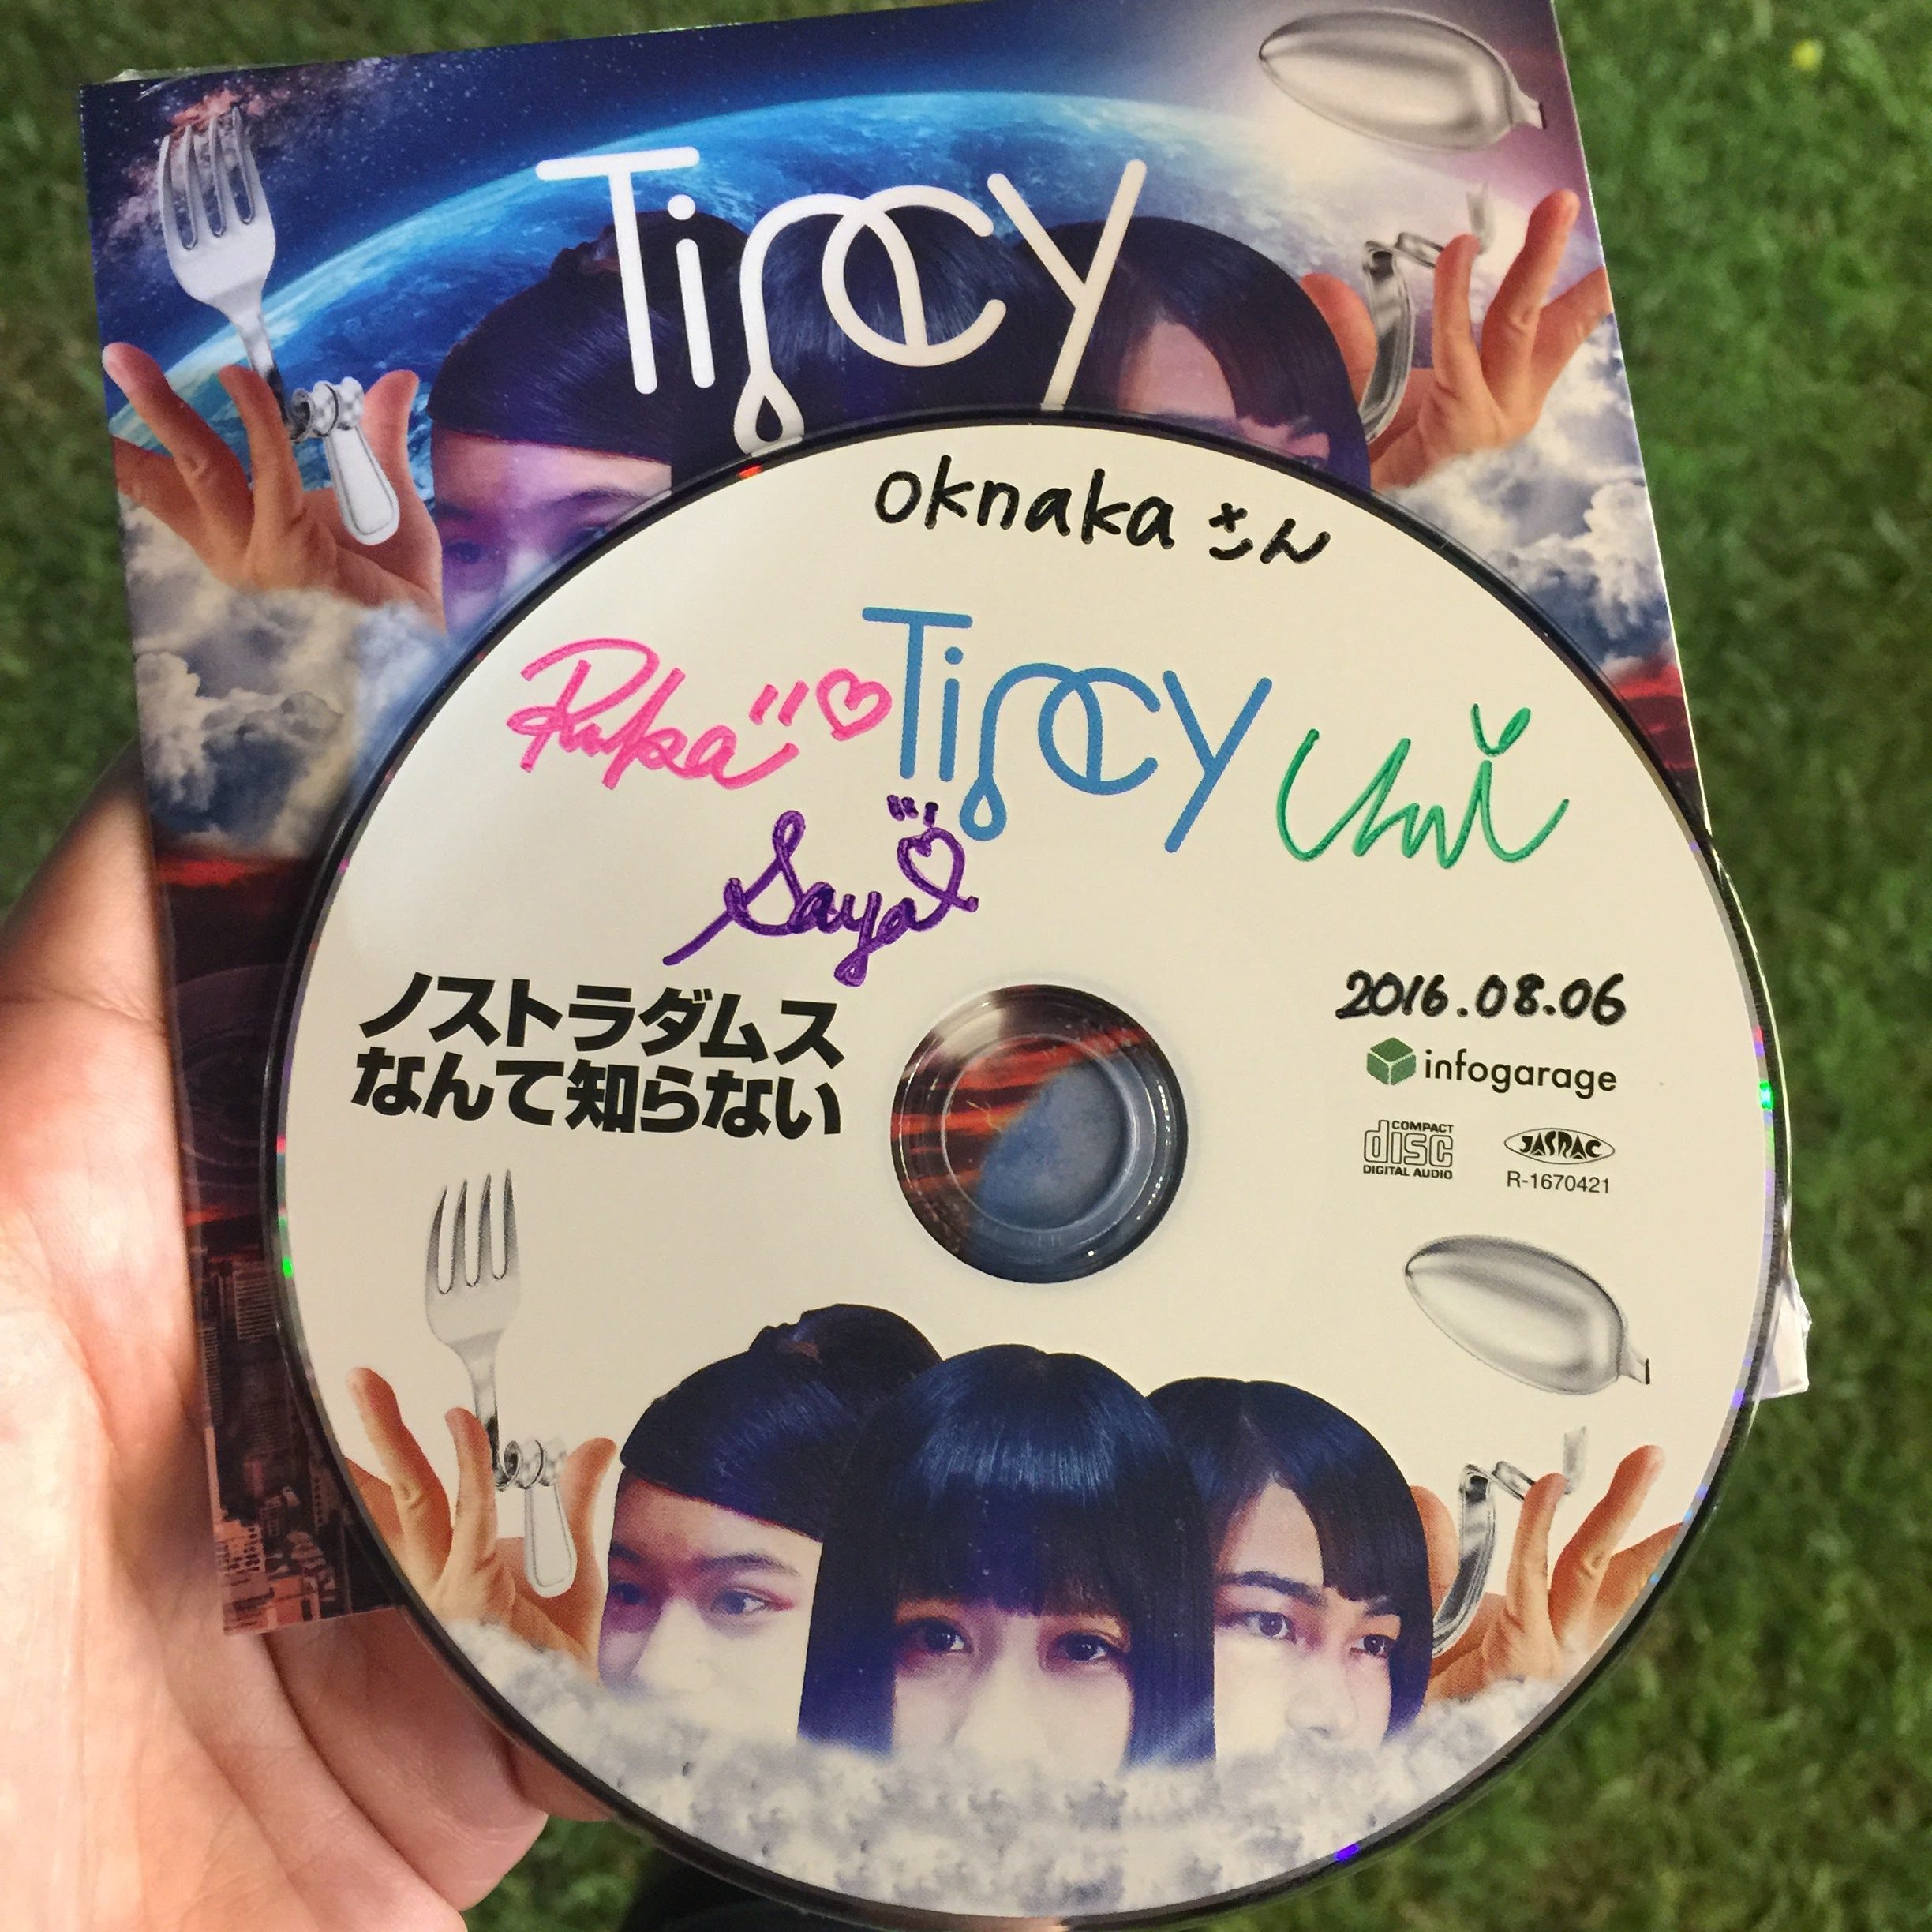 Tipcy
oknaka さん
Ruka
Tipcy
Uni
Saya
ノストラダムス
なんて知らない
2016.08.06
infogarage
COMPACT
disc
DIGITAL AUDIO
JASRAC
R-1670421